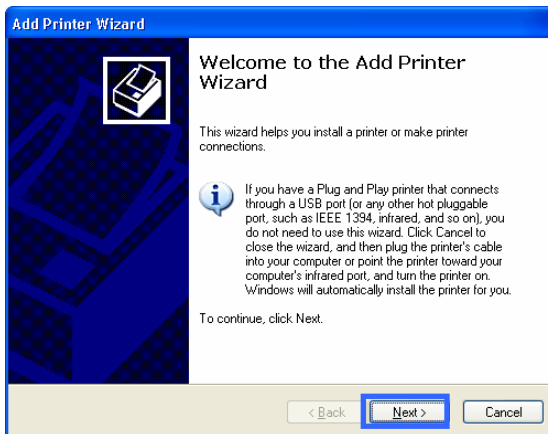 Add Printer Wizard
Welcome to the Add Printer
Wizard
This wizard helps you install a printer or make printer
connections.
If you have a Plug and Play printer that connects
through a USB port (or any other hot pluggable
port, such as IEEE 1394, infrared, and so on), you
do not need to use this wizard. Click Cancel to
close the wizard, and then plug the printer's cable
into your computer or point the printer toward your
computer's infrared port, and turn the printer on.
Windows will automatically install the printer for you.
To continue, click Next.
< Back Next > Cancel